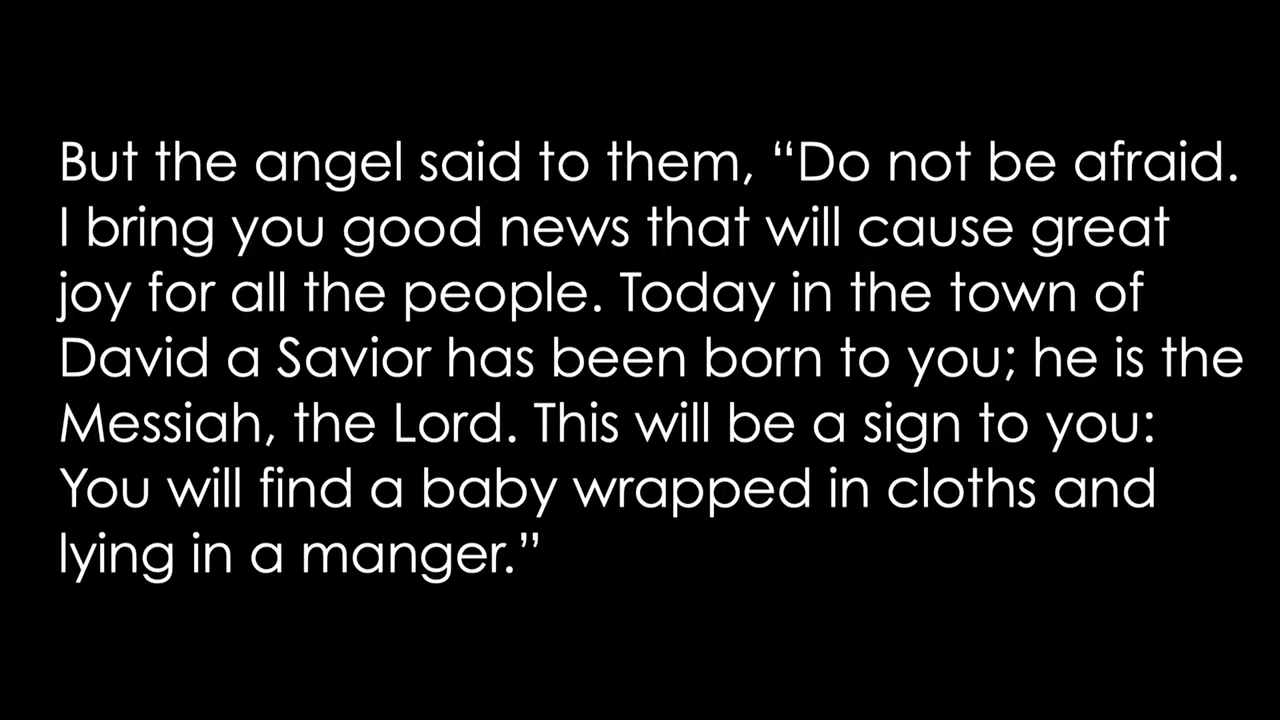 But the angel said to them, “Do not be afraid.
I bring you good news that will cause great
joy for all the people. Today in the town of
David a Savior has been born to you; he is the
Messiah, the Lord. This will be a sign to you:
You will find a baby wrapped in cloths and
lying in a manger.”